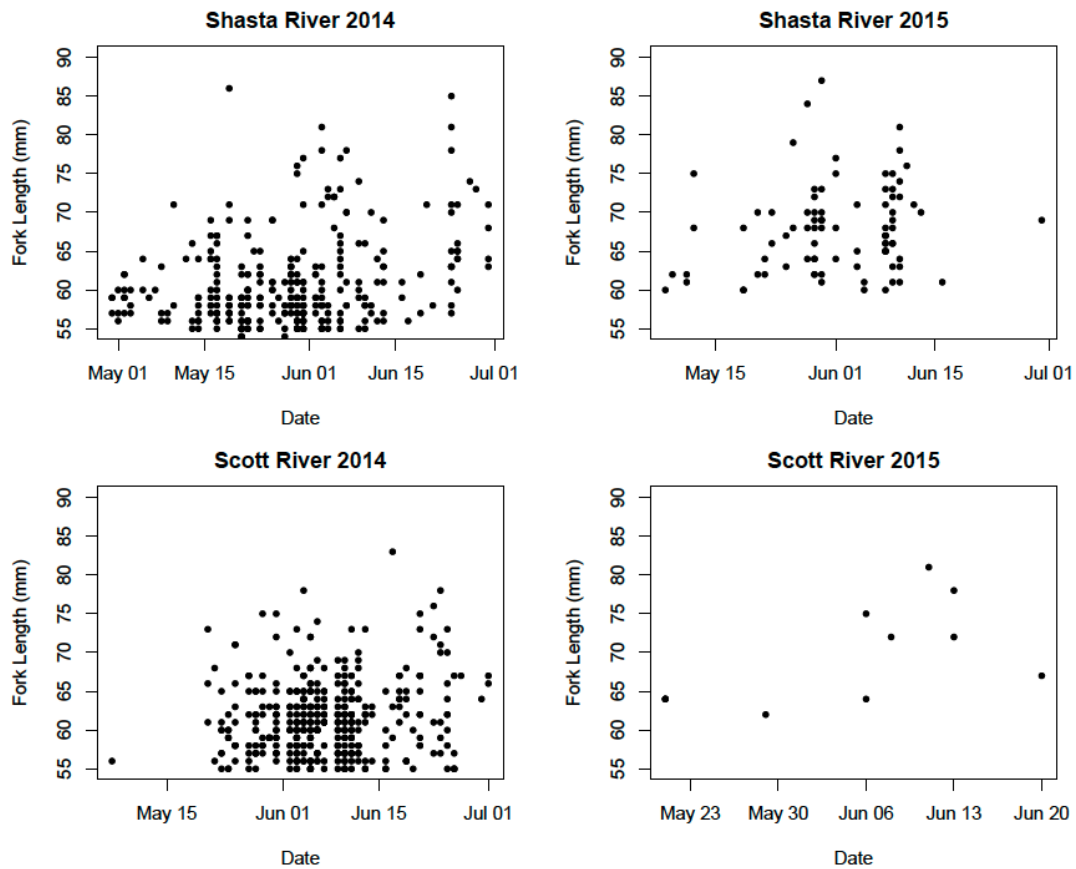 Shasta River 2014
Fork Length (mm)
90
85
80
75
70
65
60
55
May 01 May 15 Jun 01 Jun 15 Jul 01
Date
Shasta River 2015
Fork Length (mm)
90
85
80
75
70
65
60
55
May 15 Jun 01 Jun 15 Jul 01
Date
Scott River 2014
Fork Length (mm)
90
85
80
75
70
65
60
55
May 15 Jun 01 Jun 15 Jul 01
Date
Scott River 2015
Fork Length (mm)
90
85
80
75
70
65
60
55
May 23 May 30 Jun 06 Jun 13 Jun 20
Date